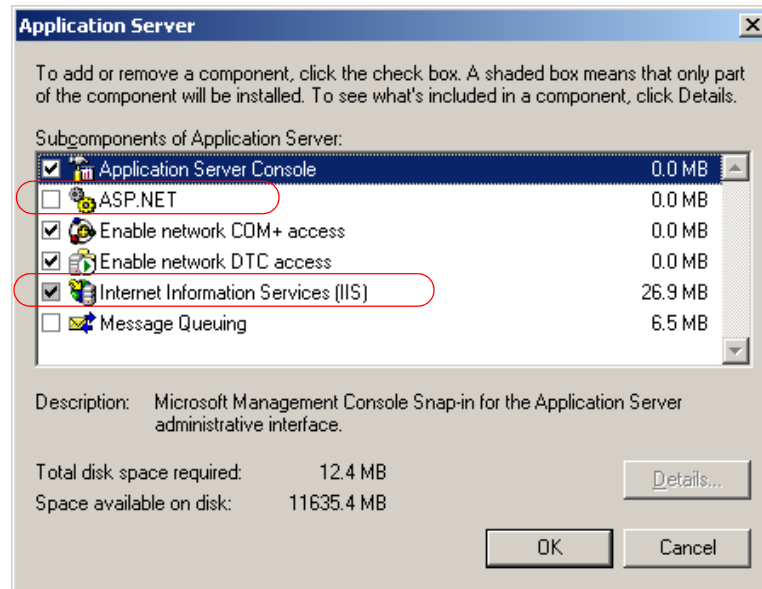 Application Server
To add or remove a component, click the check box. A shaded box means that only part
of the component will be installed. To see what's included in a component, click Details.
Subcomponents of Application Server:
Application Server Console 0.0 MB
ASP.NET 0.0 MB
Enable network COM+ access 0.0 MB
Enable network DTC access 0.0 MB
Internet Information Services (IIS) 26.9 MB
Message Queuing 6.5 MB
Description: Microsoft Management Console Snap-in for the Application Server
administrative interface.
Total disk space required: 12.4 MB
Details...
Space available on disk: 11635.4 MB
OK Cancel